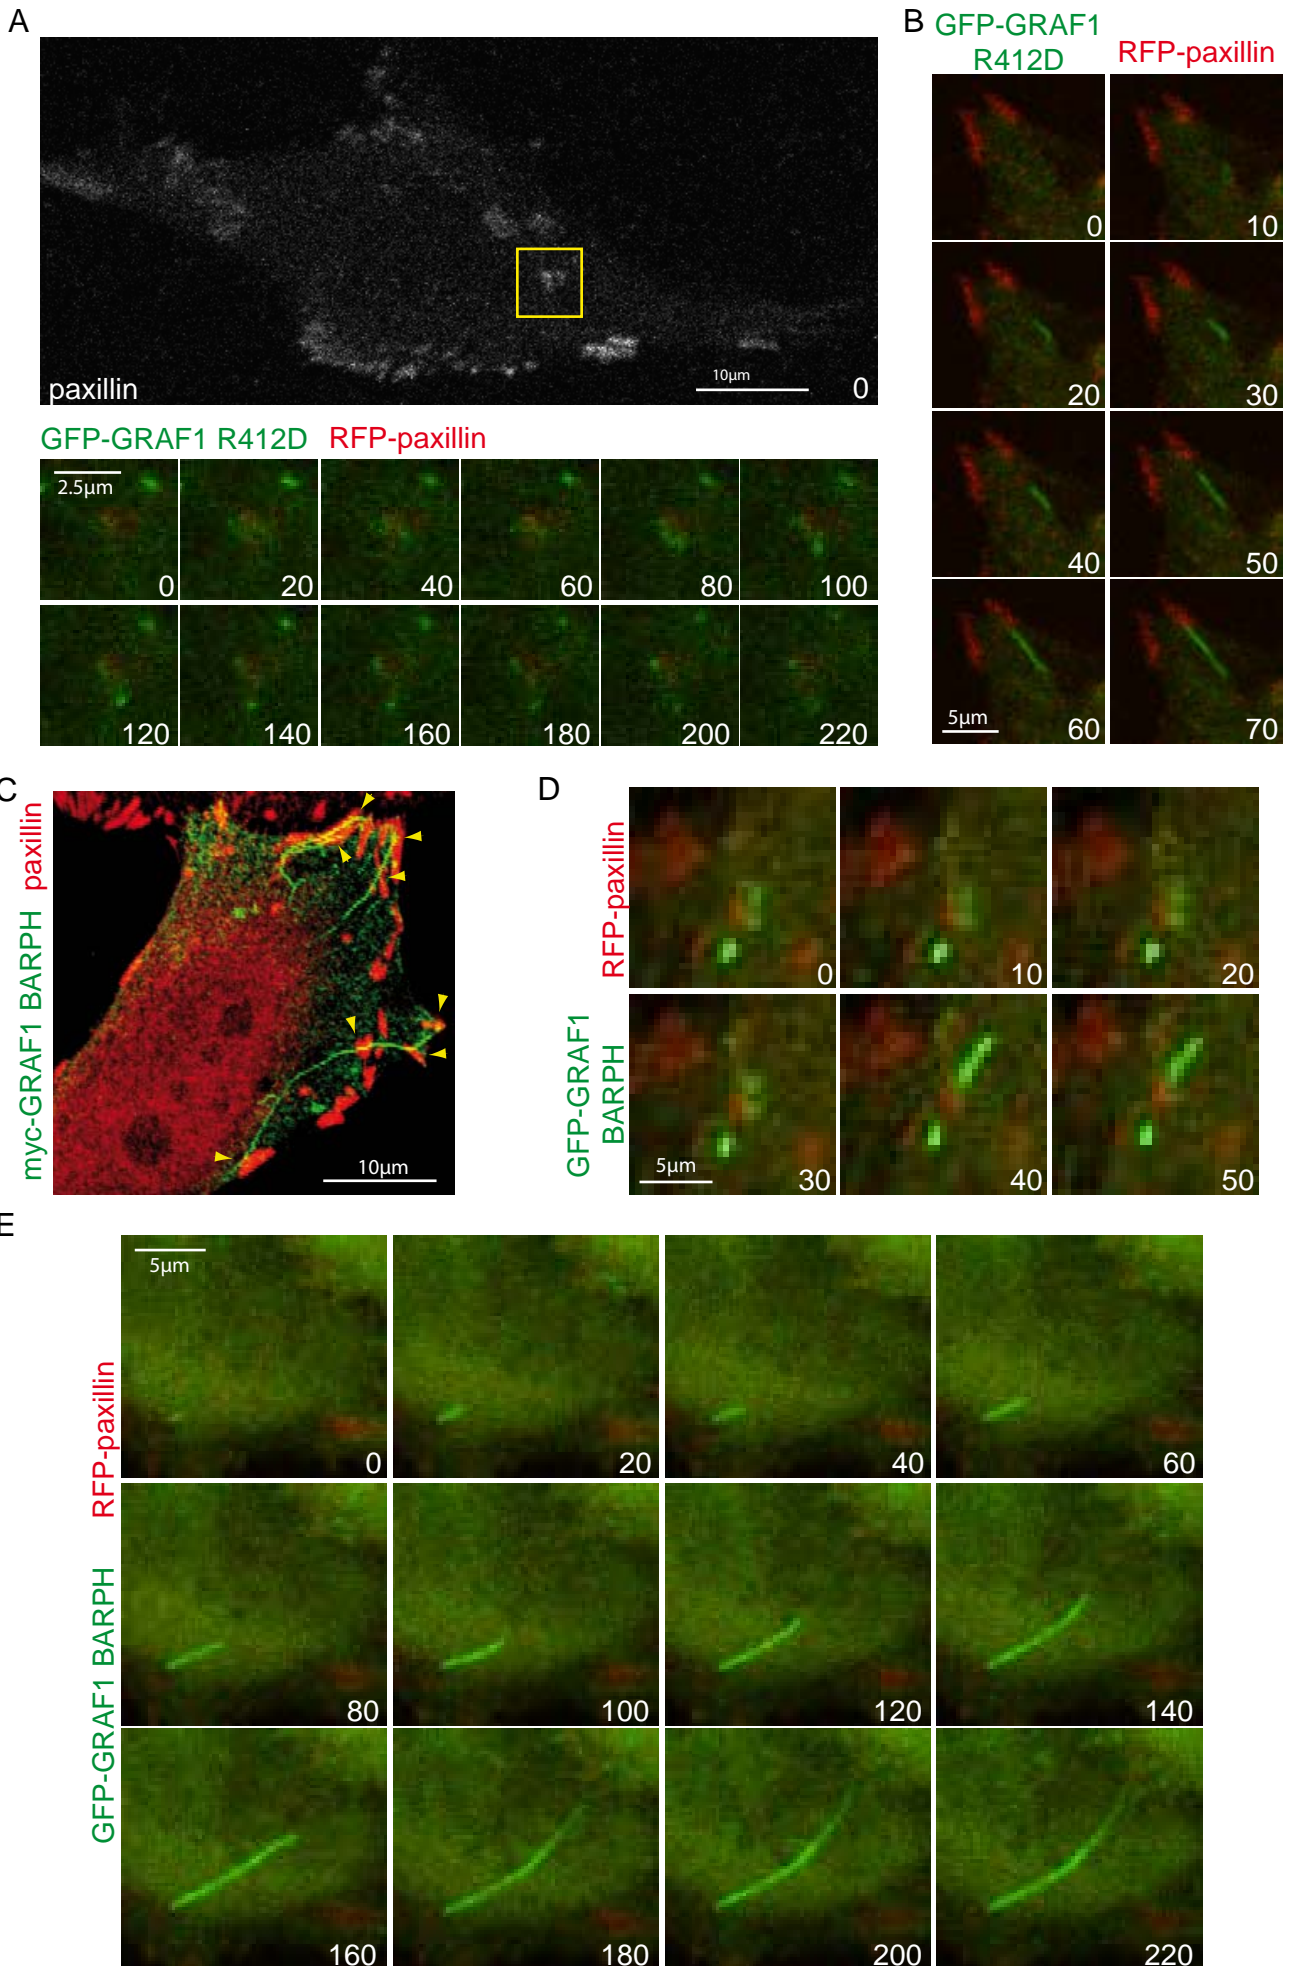 A
paxillin
10μm
0
GFP-GRAF1 R412D RFP-paxillin
2.5μm
0
20
40
60
80
100
120
140
160
180
200
220
B
GFP-GRAF1
R412D
RFP-paxillin
0
10
20
30
40
50
5μm
60
70
C
myc-GRAF1 BARPH paxillin
10μm
D
RFP-paxillin
GFP-GRAF1
BARPH
0
10
20
5μm
30
40
50
E
RFP-paxillin
GFP-GRAF1 BARPH
5μm
0
20
40
60
80
100
120
140
160
180
200
220